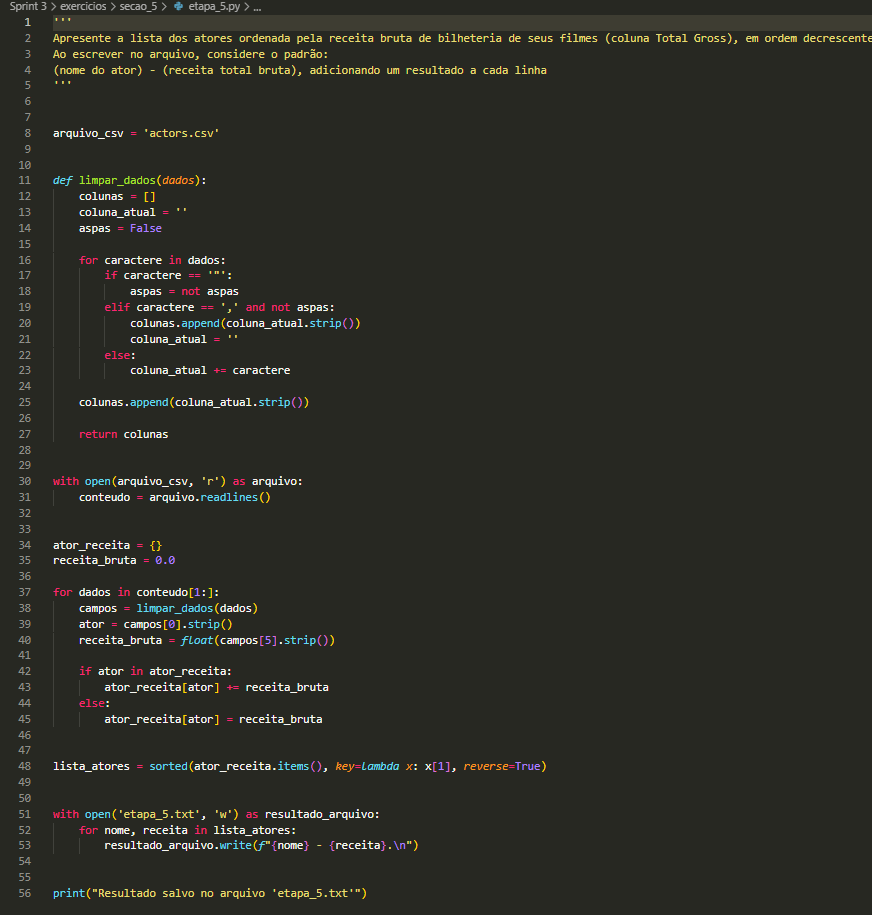 Sprint 3 > exercicios > secao_5 > etapa_5.py > ...
1 '''
2 Apresente a lista dos atores ordenada pela receita bruta de bilheteria de seus filmes (coluna Total Gross), em ordem decrescente
3 Ao escrever no arquivo, considere o padrão:
4 (nome do ator) - (receita total bruta), adicionando um resultado a cada linha
5 '''
6
7
8 arquivo_csv = 'actors.csv'
9
10
11 def limpar_dados(dados):
12     colunas = []
13     coluna_atual = ''
14     aspas = False
15
16     for caractere in dados:
17         if caractere == '"':
18             aspas = not aspas
19         elif caractere == ',' and not aspas:
20             colunas.append(coluna_atual.strip())
21             coluna_atual = ''
22         else:
23             coluna_atual += caractere
24
25     colunas.append(coluna_atual.strip())
26
27     return colunas
28
29
30 with open(arquivo_csv, 'r') as arquivo:
31     conteudo = arquivo.readlines()
32
33
34 ator_receita = {}
35 receita_bruta = 0.0
36
37 for dados in conteudo[1:]:
38     campos = limpar_dados(dados)
39     ator = campos[0].strip()
40     receita_bruta = float(campos[5].strip())
41
42     if ator in ator_receita:
43         ator_receita[ator] += receita_bruta
44     else:
45         ator_receita[ator] = receita_bruta
46
47
48 lista_atores = sorted(ator_receita.items(), key=lambda x: x[1], reverse=True)
49
50
51 with open('etapa_5.txt', 'w') as resultado_arquivo:
52     for nome, receita in lista_atores:
53         resultado_arquivo.write(f"{nome} - {receita}.\n")
54
55
56 print("Resultado salvo no arquivo 'etapa_5.txt'")